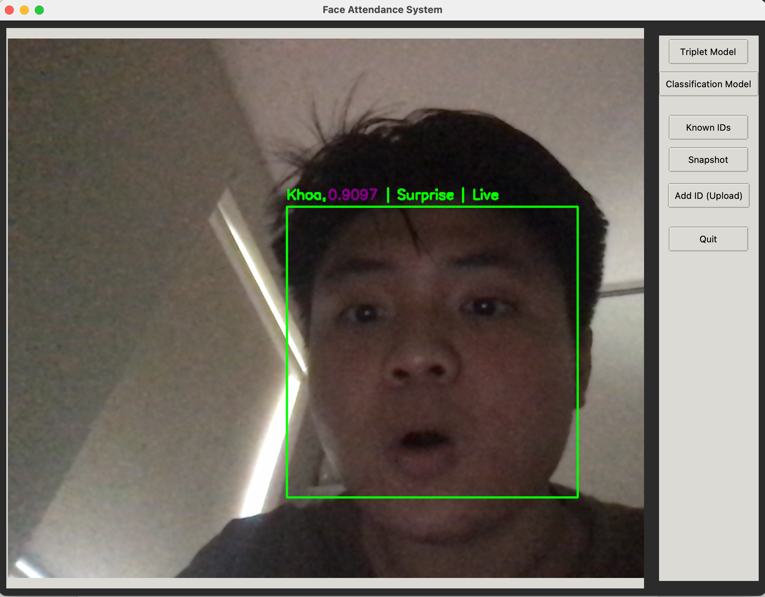 Face Attendance System
Khoa,0.9097 | Surprise | Live
Triplet Model
Classification Model
Known IDs
Snapshot
Add ID (Upload)
Quit